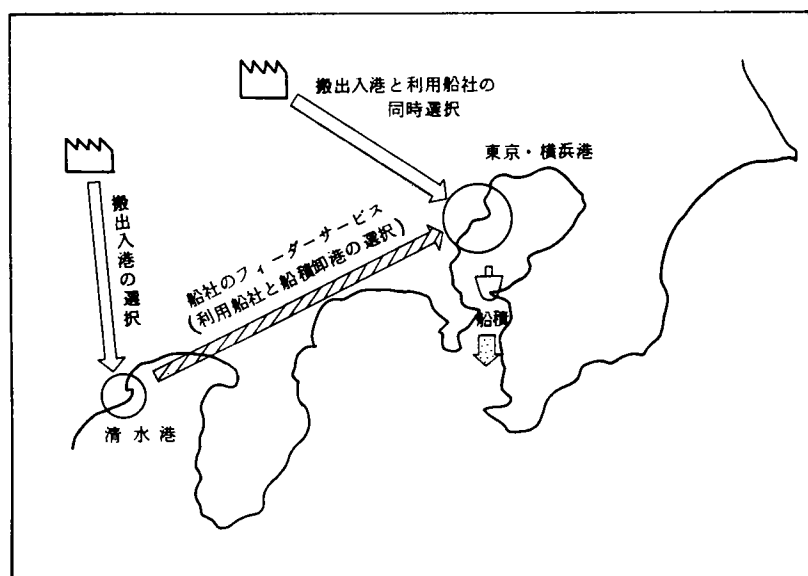 搬出入港と利用船社の
同時選択
東京・横浜港
搬出入港の選択
船社のフィーダーサービス
(利用船社と船積卸港の選択)
船積
清水港